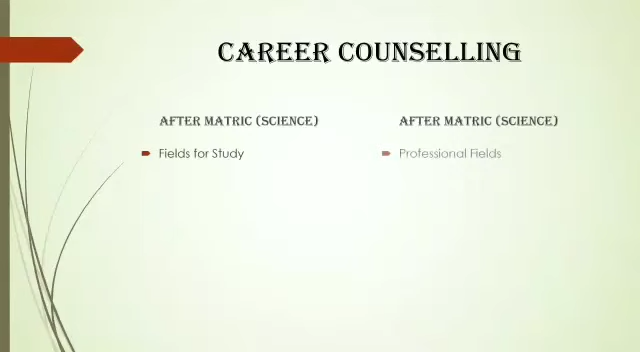 CAREER COUNSELLING
AFTER MATRIC (SCIENCE)
Fields for Study
AFTER MATRIC (SCIENCE)
Professional Fields